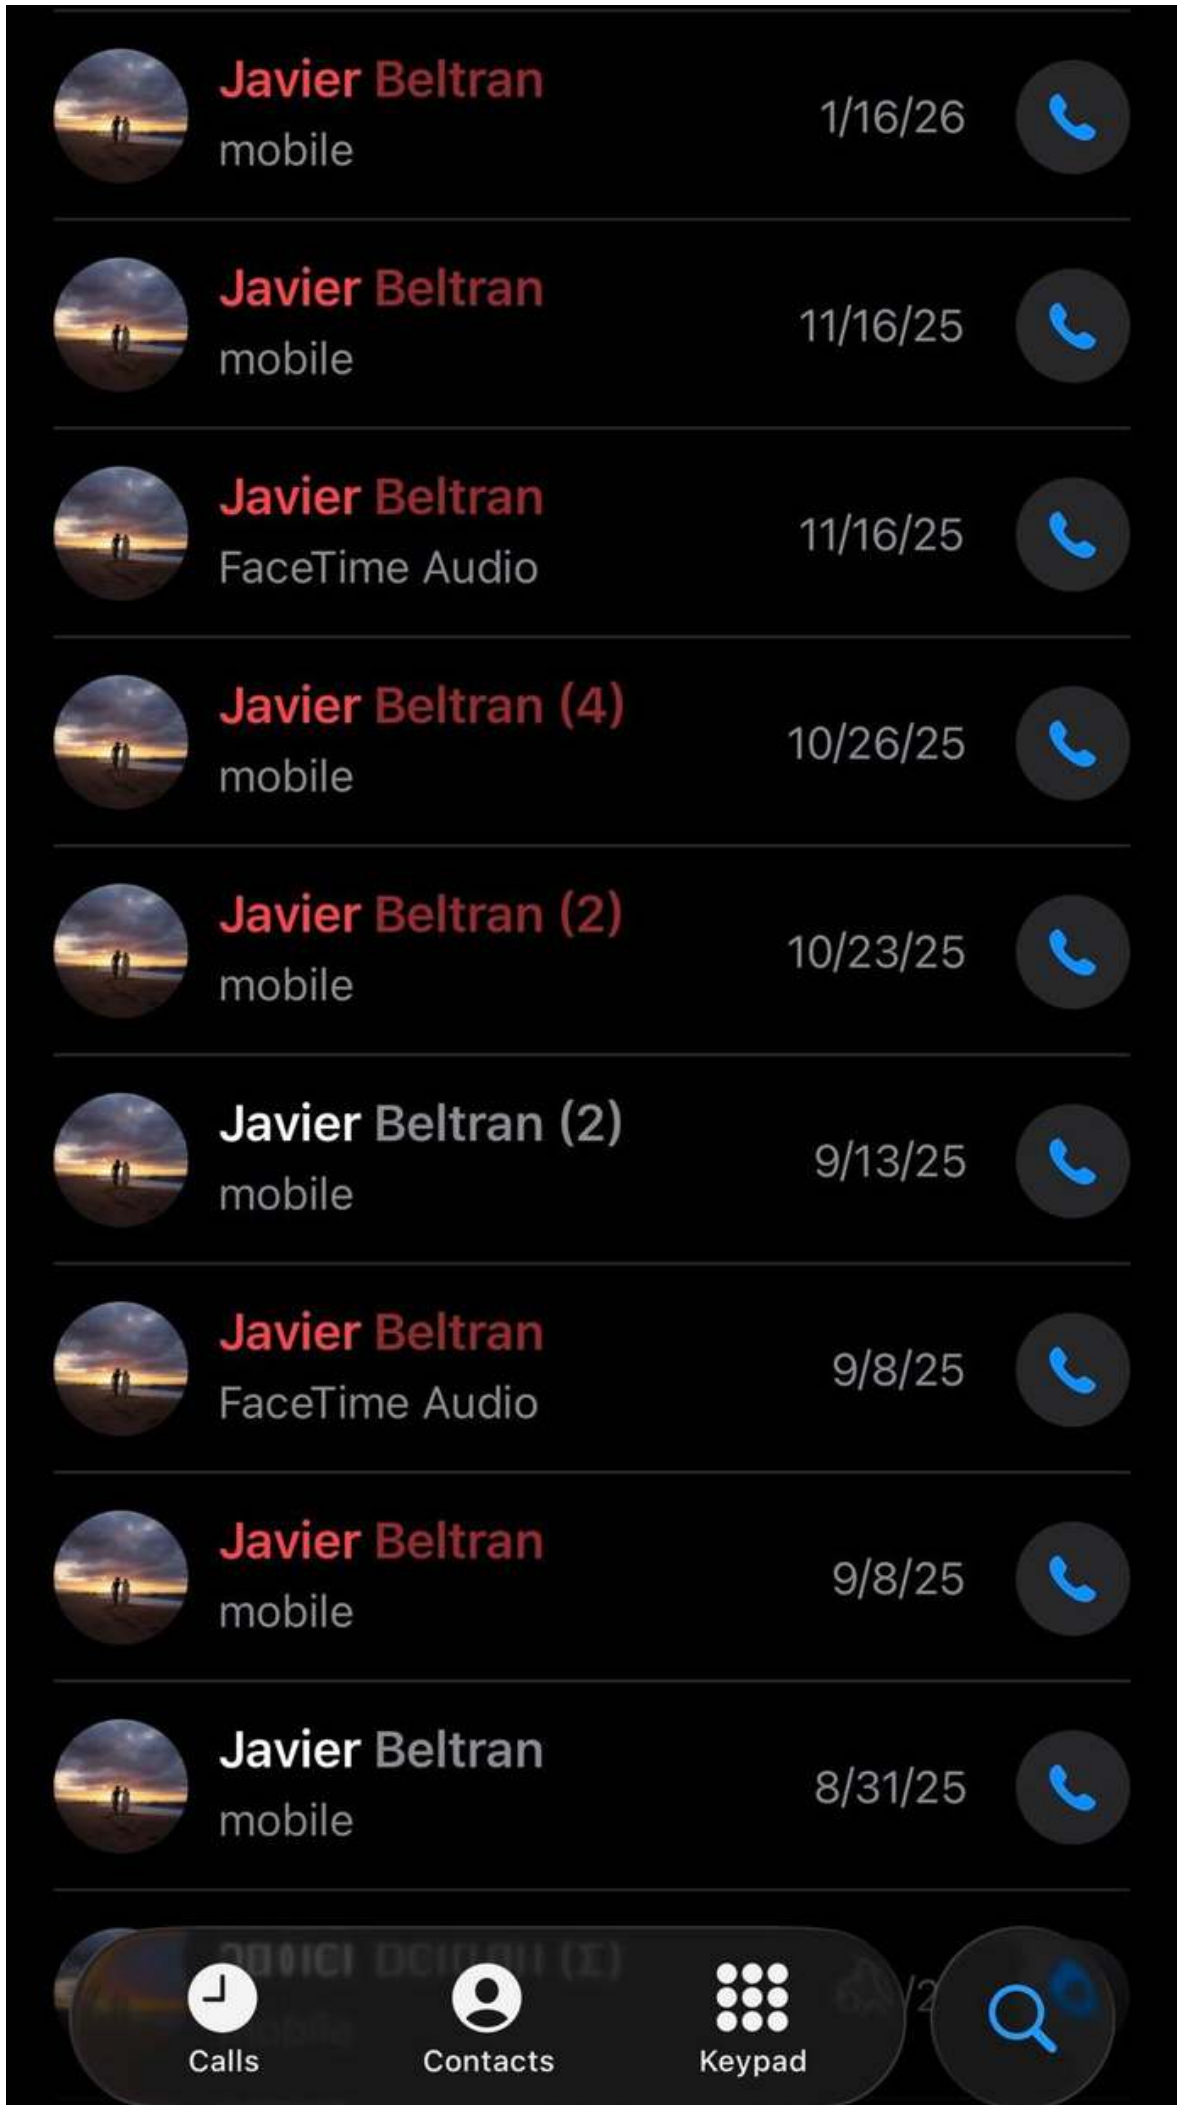 Javier Beltran
mobile
1/16/26
Javier Beltran
mobile
11/16/25
Javier Beltran
FaceTime Audio
11/16/25
Javier Beltran (4)
mobile
10/26/25
Javier Beltran (2)
mobile
10/23/25
Javier Beltran (2)
mobile
9/13/25
Javier Beltran
FaceTime Audio
9/8/25
Javier Beltran
mobile
9/8/25
Javier Beltran
mobile
8/31/25
Calls
Contacts
Keypad